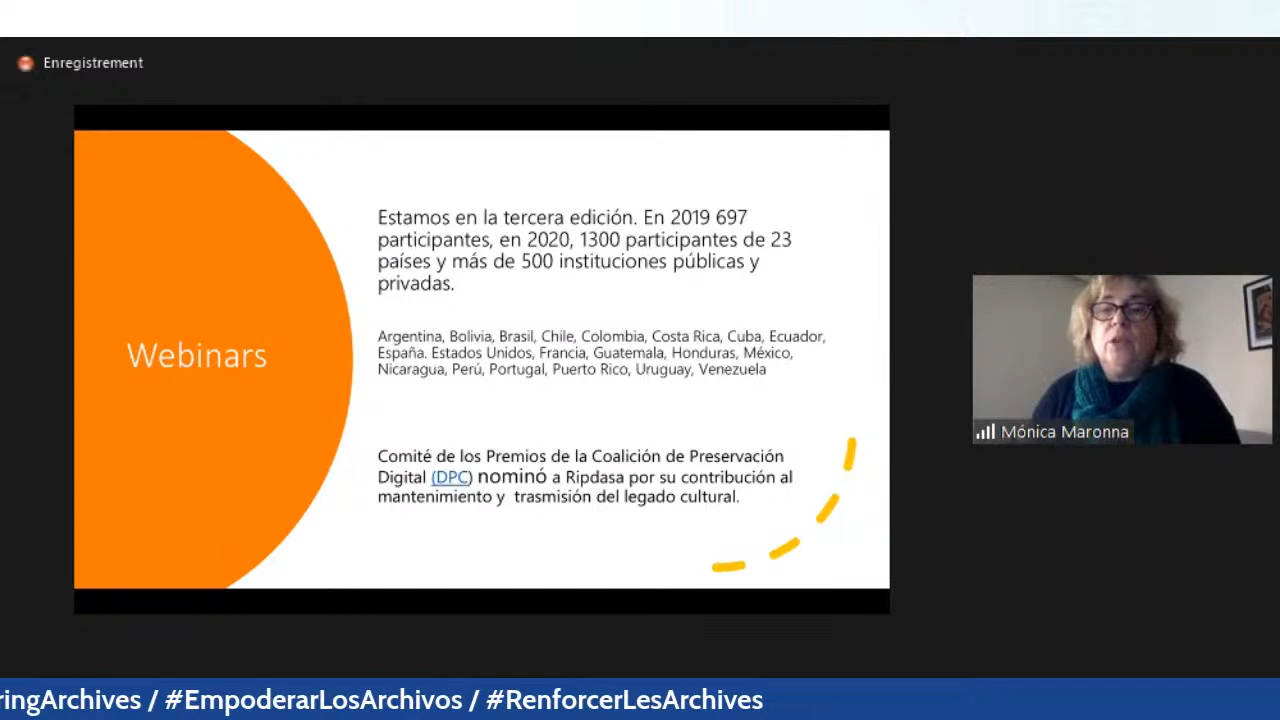 Enregistrement
Webinars
Estamos en la tercera edición. En 2019 697
participantes, en 2020, 1300 participantes de 23
países y más de 500 instituciones públicas y
privadas.
Argentina, Bolivia, Brasil, Chile, Colombia, Costa Rica, Cuba, Ecuador,
España. Estados Unidos, Francia, Guatemala, Honduras, México,
Nicaragua, Perú, Portugal, Puerto Rico, Uruguay, Venezuela
Comité de los Premios de la Coalición de Preservación
Digital (DPC) nominó a Ripdasa por su contribución al
mantenimiento y trasmisión del legado cultural.
Mónica Maronna
ringArchives / #EmpoderarLosArchivos / #RenforcerLesArchives